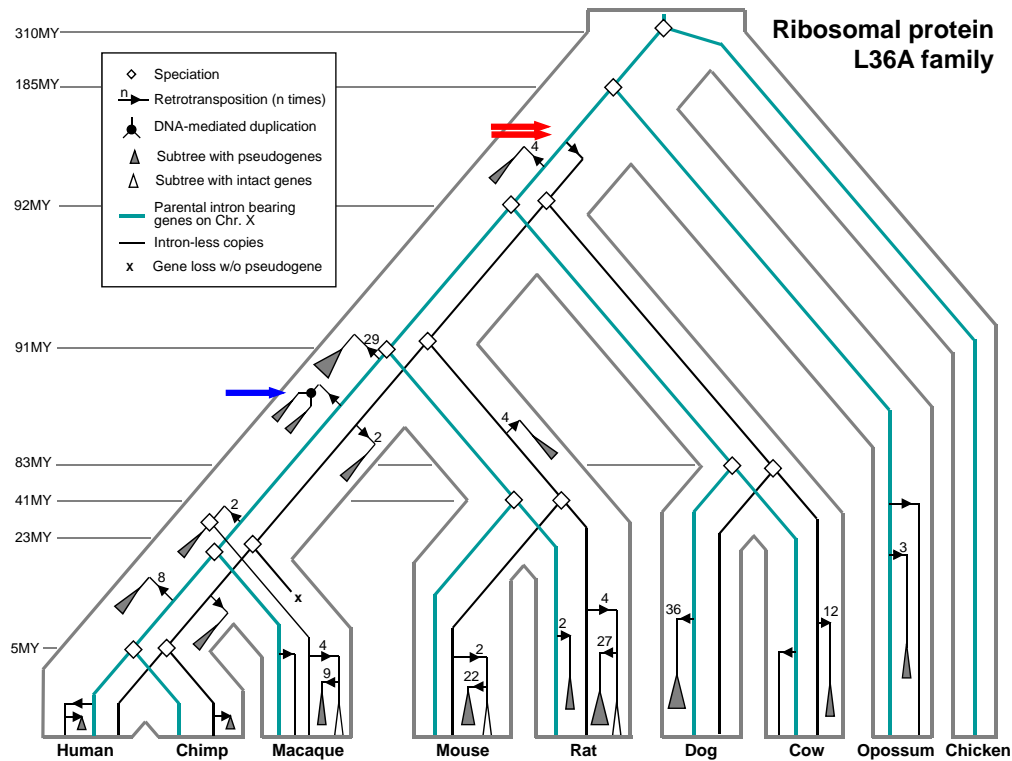 Ribosomal protein
L36A family
310MY
185MY
92MY
91MY
83MY
41MY
23MY
5MY
Speciation
n
Retrotransposition (n times)
DNA-mediated duplication
Subtree with pseudogenes
Subtree with intact genes
Parental intron bearing
genes on Chr. X
Intron-less copies
x Gene loss w/o pseudogene
4
29
2
4
2
8
x
4
9
2
22
2
4
27
36
12
3
Human Chimp Macaque Mouse Rat Dog Cow Opossum Chicken